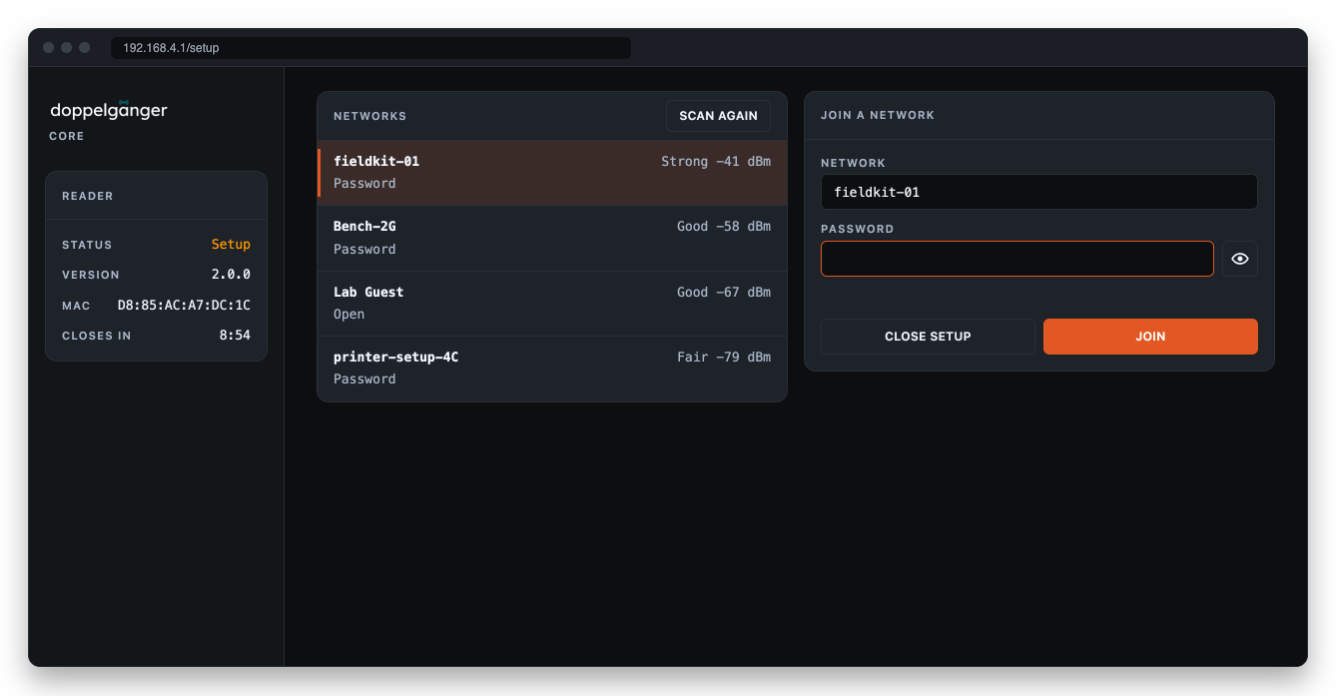 192.168.4.1/setup
doppelgänger
CORE
READER
STATUS Setup
VERSION 2.0.0
MAC D8:85:AC:A7:DC:1C
CLOSES IN 8:54
NETWORKS SCAN AGAIN
fieldkit-01 Strong -41 dBm
Password
Bench-2G Good -58 dBm
Password
Lab Guest Good -67 dBm
Open
printer-setup-4C Fair -79 dBm
Password
JOIN A NETWORK
NETWORK
fieldkit-01
PASSWORD
CLOSE SETUP JOIN